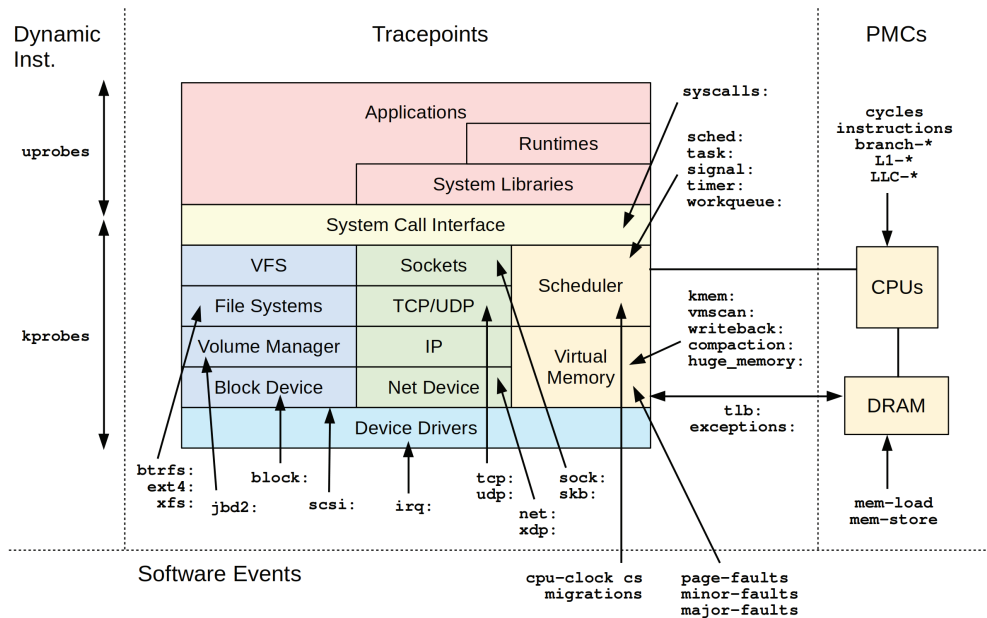 Dynamic
Inst.
Tracepoints
PMCs
uprobes
kprobes
Applications
Runtimes
System Libraries
System Call Interface
VFS
Sockets
Scheduler
File Systems
TCP/UDP
Volume Manager
IP
Virtual
Memory
Block Device
Net Device
Device Drivers
syscalls:
sched:
task:
signal:
timer:
workqueue:
kmem:
vmscan:
writeback:
compaction:
huge_memory:
tlb:
exceptions:
cycles
instructions
branch-*
L1-*
LLC-*
CPUs
DRAM
mem-load
mem-store
btrfs:
ext4:
xfs:
jbd2:
block:
scsi:
irq:
tcp:
udp:
sock:
skb:
net:
xdp:
Software Events
cpu-clock cs
migrations
page-faults
minor-faults
major-faults